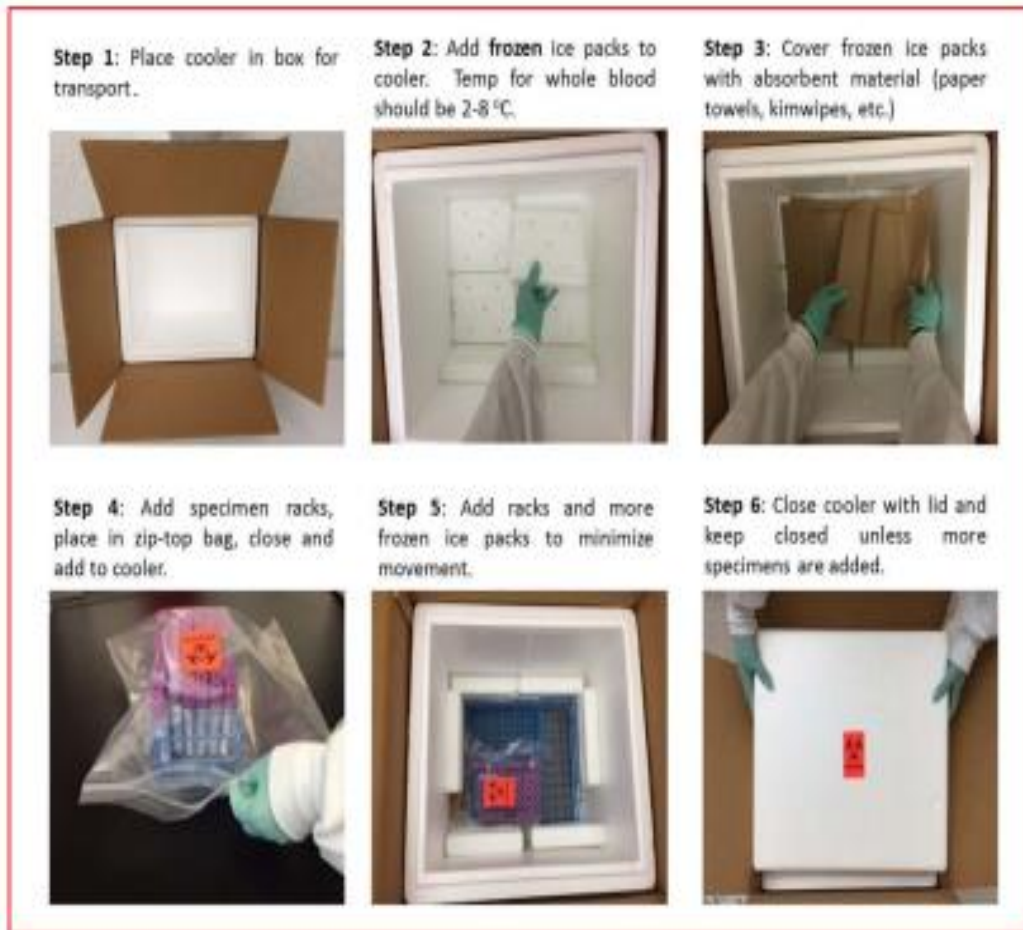 Step 1: Place cooler in box for
transport.
Step 2: Add frozen ice packs to
cooler. Temp for whole blood
should be 2-8 °C.
Step 3: Cover frozen ice packs
with absorbent material (paper
towels, kimwipes, etc.)
Step 4: Add specimen racks,
place in zip-top bag, close and
add to cooler.
Step 5: Add racks and more
frozen ice packs to minimize
movement.
Step 6: Close cooler with lid and
keep closed unless more
specimens are added.